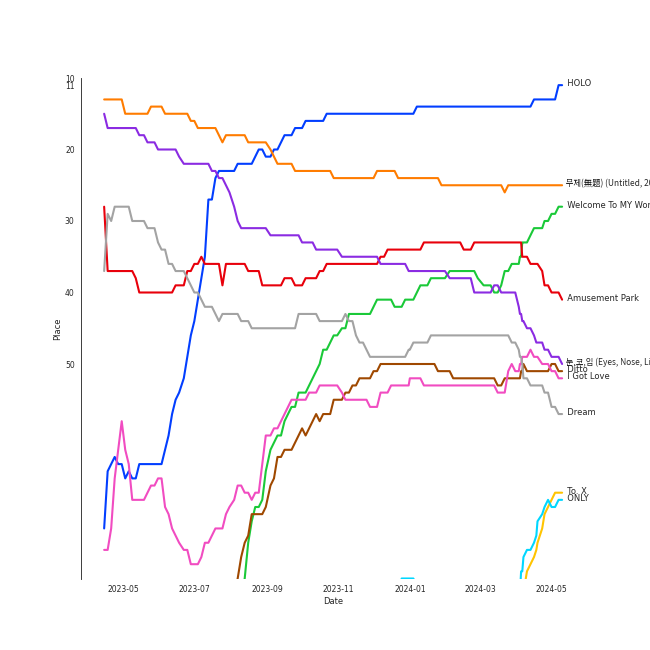 10
11
HOLO
20
무제(無題) (Untitled, 20
30
Welcome To MY Wor
40
Amusement Park
Place
50
눈,코,입 (Eyes, Nose, Li
Ditto
I Got Love
Dream
To. X
ONLY
2023-05
2023-07
2023-09
2023-11
2024-01
2024-03
2024-05
Date